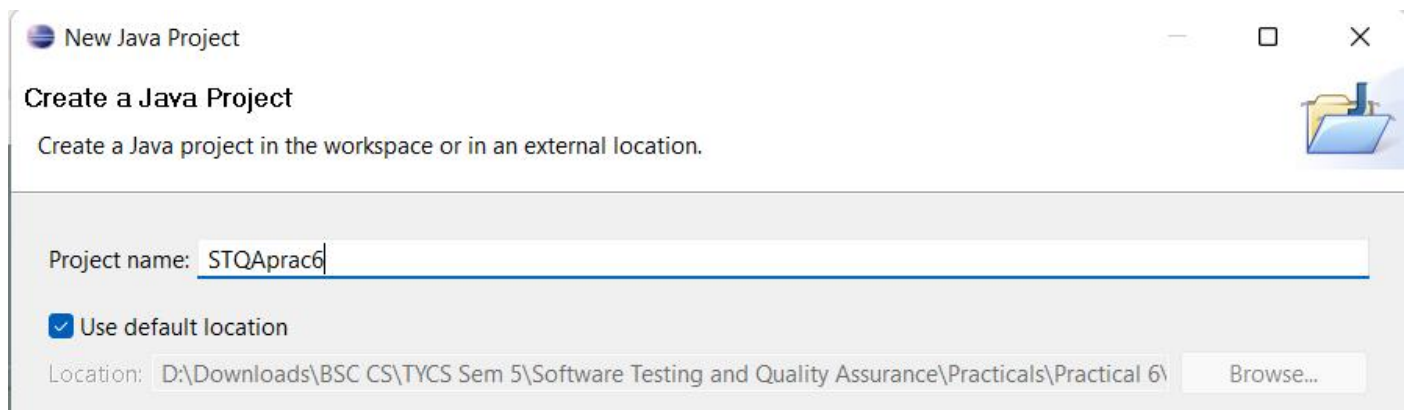 New Java Project
Create a Java Project
Create a Java project in the workspace or in an external location.
Project name: STQAprac6
Use default location
Location: D:\Downloads\BSC CS\TYCS Sem 5\Software Testing and Quality Assurance\Practicals\Practical 6\ Browse...